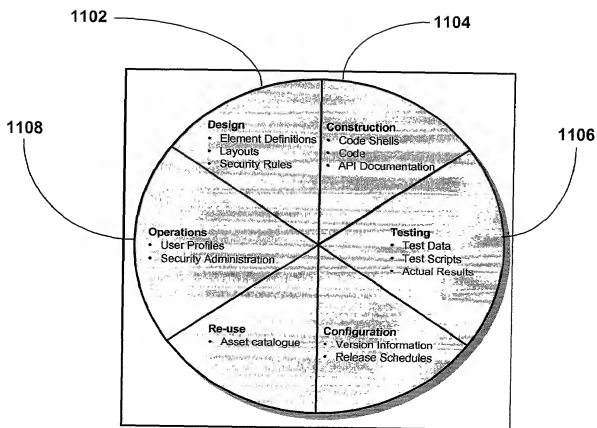 1102
1104
1108
1106
Design
• Element Definitions
• Layouts
• Security Rules
Construction
• Code Shells
• Code
• API Documentation
Operations
• User Profiles
• Security Administration
Testing
• Test Data
• Test Scripts
• Actual Results
Re-use
• Asset catalogue
Configuration
• Version Information
• Release Schedules